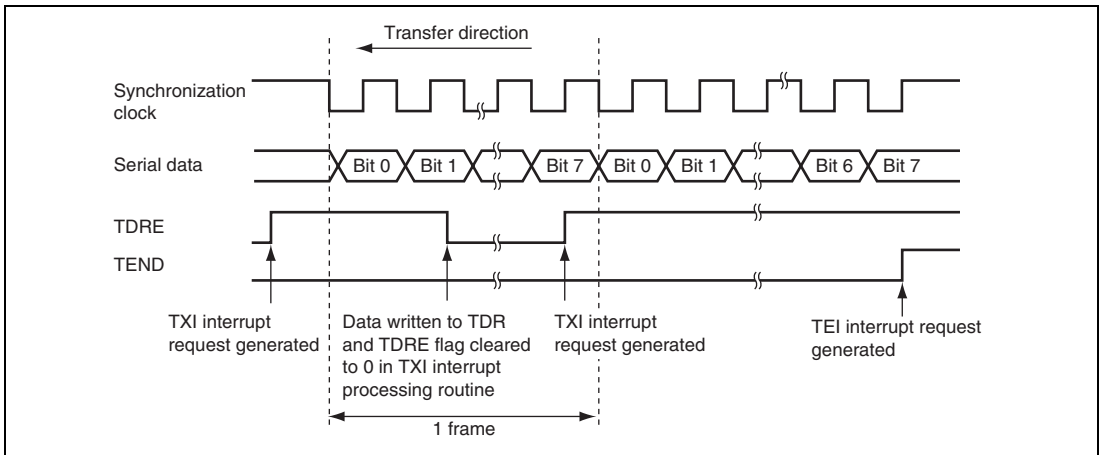 Transfer direction
Synchronization
clock
Serial data
Bit 0 Bit 1 Bit 7 Bit 0 Bit 1 Bit 6 Bit 7
TDRE
TEND
TXI interrupt
request generated
Data written to TDR
and TDRE flag cleared
to 0 in TXI interrupt
processing routine
TXI interrupt
request generated
TEI interrupt request
generated
1 frame